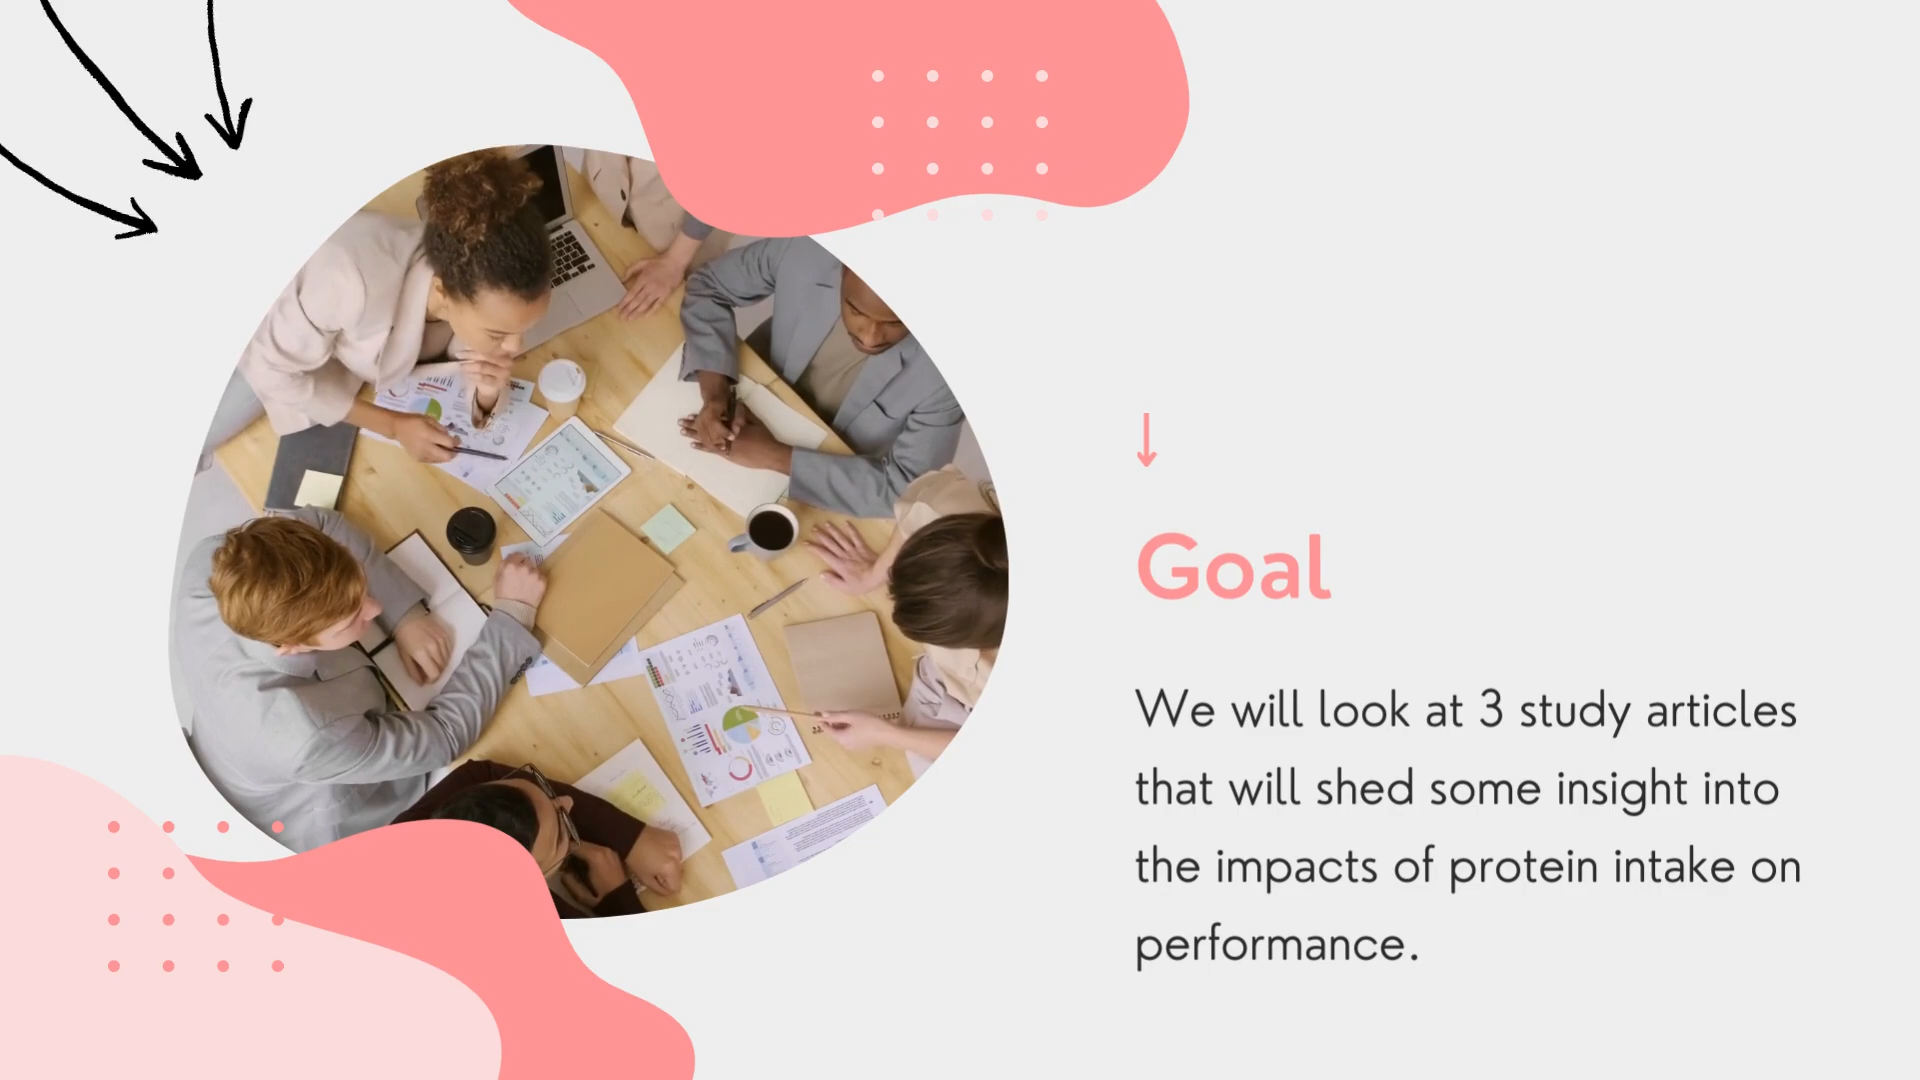 Goal
We will look at 3 study articles
that will shed some insight into
the impacts of protein intake on
performance.